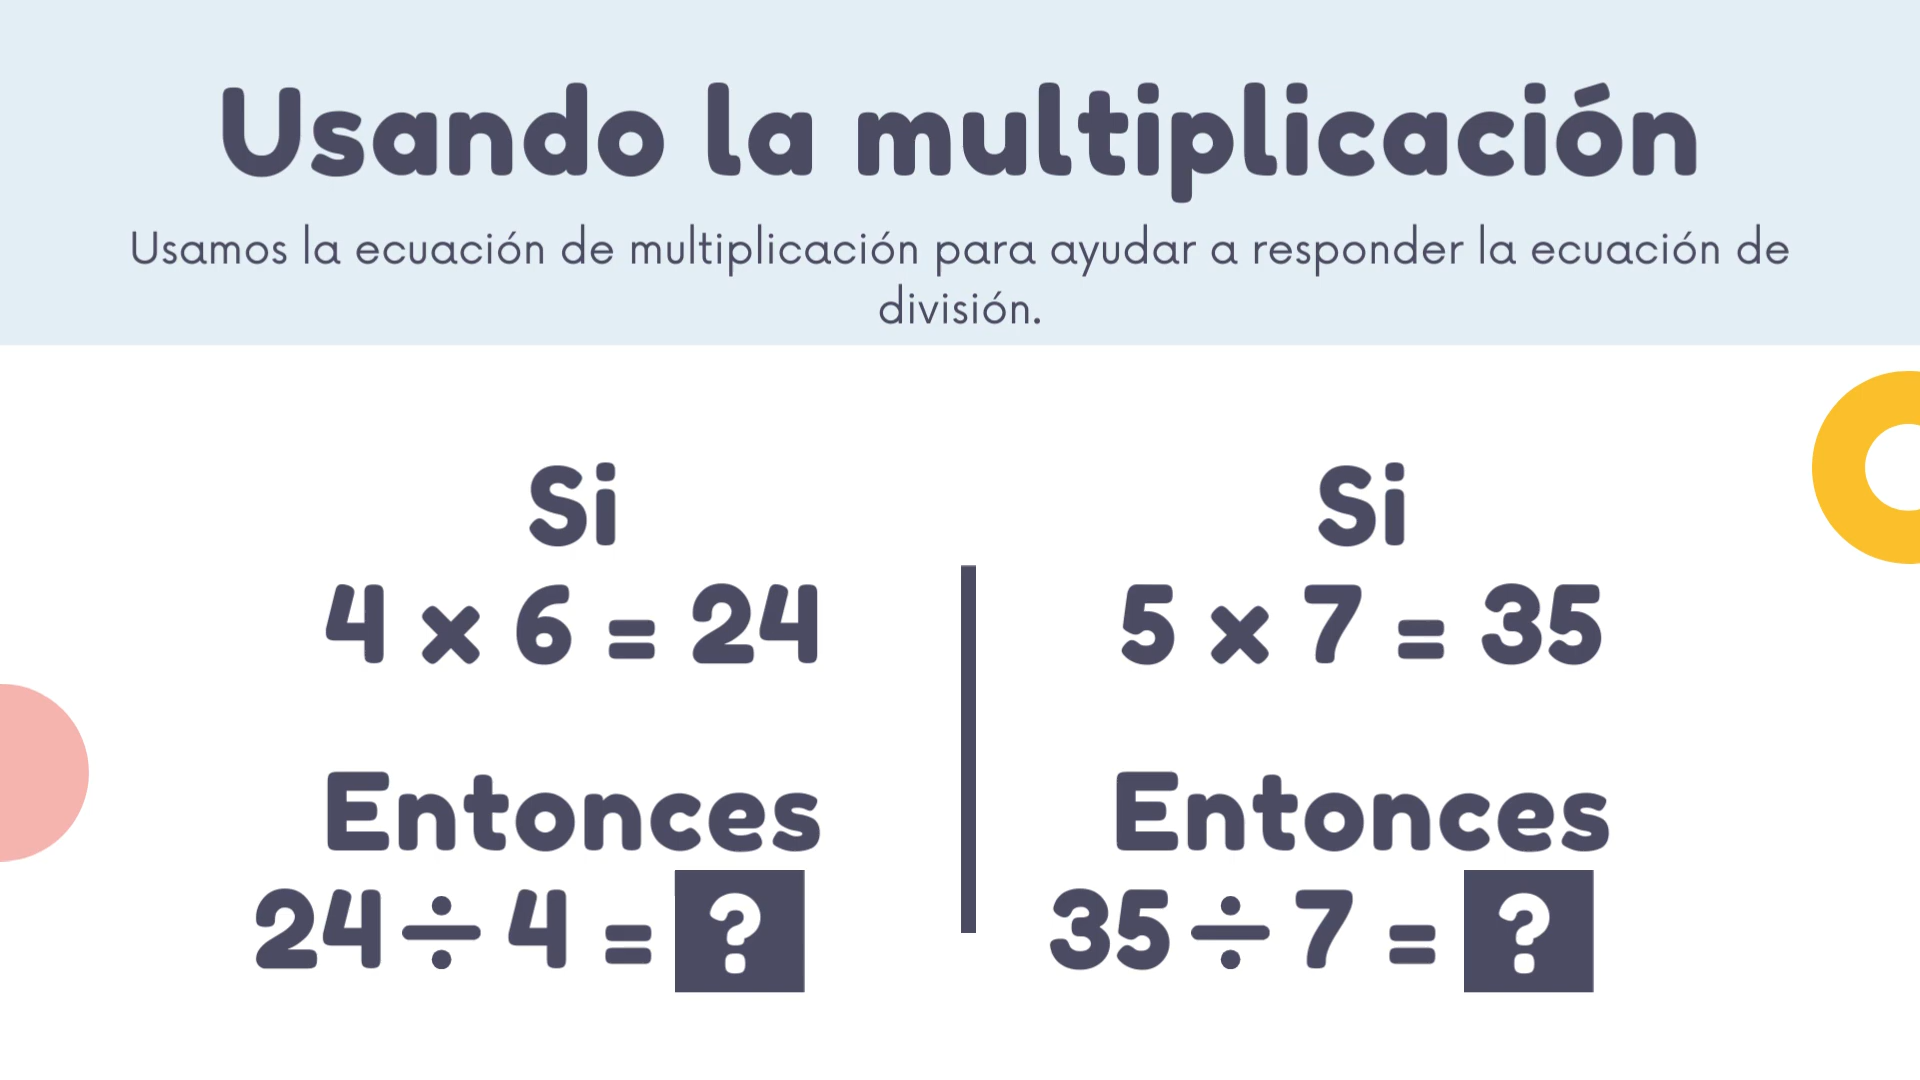 Usando la multiplicación
Usamos la ecuación de multiplicación para ayudar a responder la ecuación de
división.
Si
4 x 6 = 24
Entonces
24 ÷ 4 = ?
Si
5 x 7 = 35
Entonces
35 ÷ 7 = ?